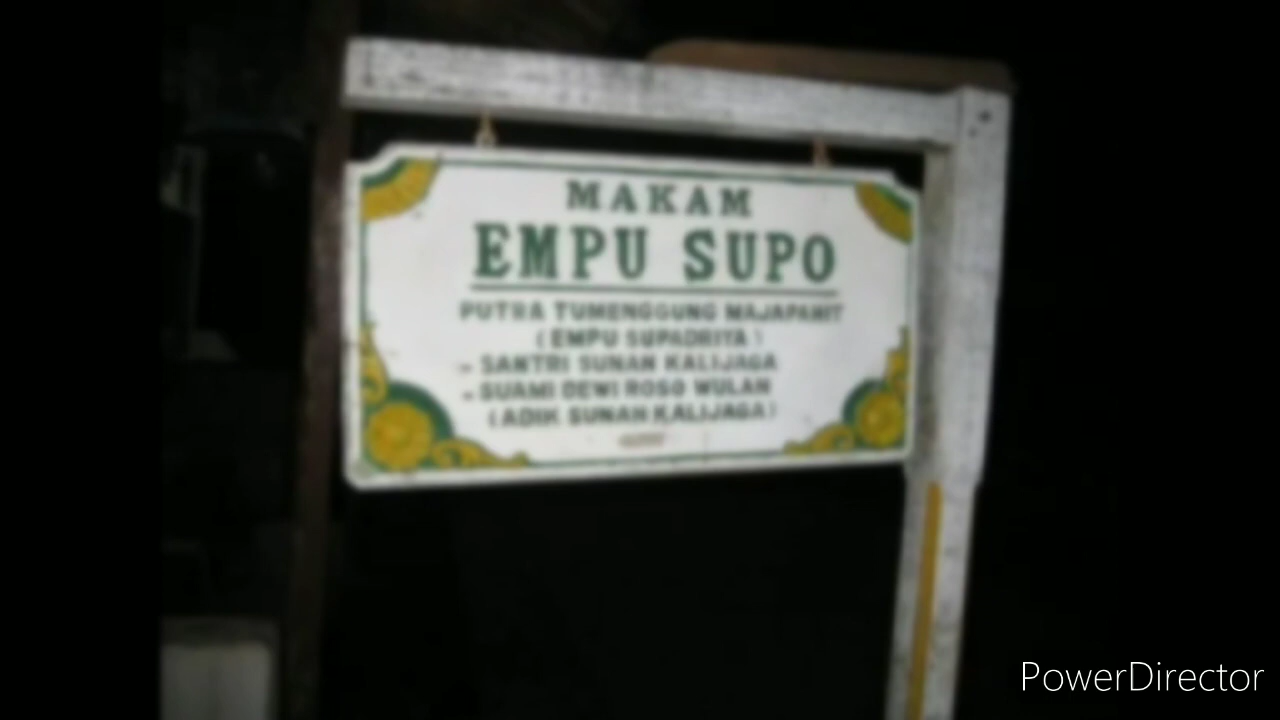 MAKAM
EMPU SUPO
PUTRA TUMENGGUNG MAJAPAHIT
( EMPU SUPADRIYA )
- SANTRI SUNAN KALIJAGA
- SUAMI DEWI ROSO WULAN
( ADIK SUNAN KALIJAGA )
PowerDirector